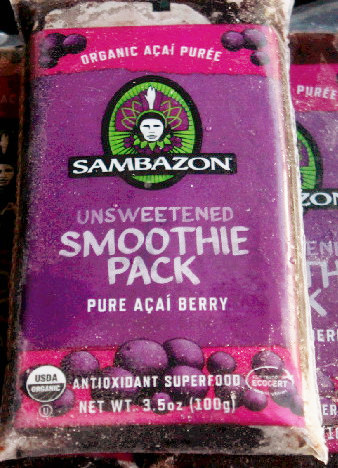 ORGANIC AÇAÍ PURÉE
SAMBAZON
UNSWEETENED
SMOOTHIE
PACK
PURE AÇAÍ BERRY
USDA
ORGANIC
ECOCERT
ANTIOXIDANT SUPERFOOD
NET WT. 3.5oz (100g)
PURÉE